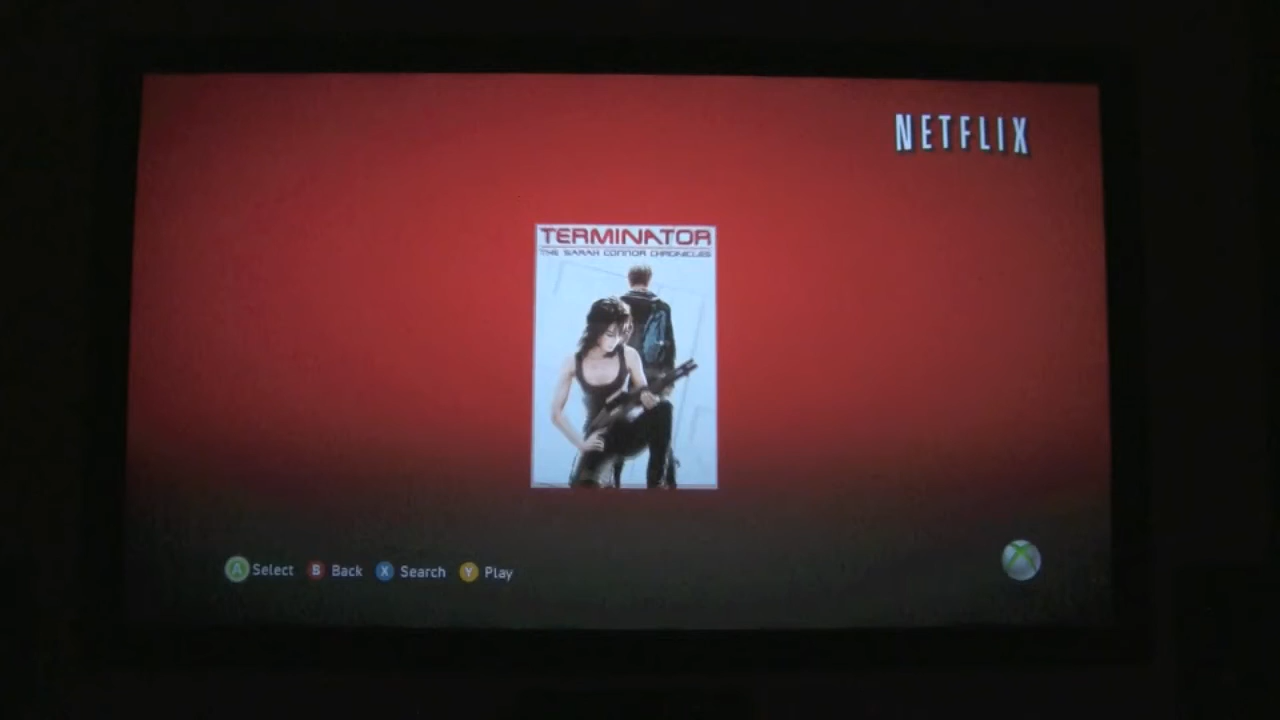 NETFLIX
TERMINATOR
THE SARAH CONNOR CHRONICLES
A Select B Back X Search Y Play